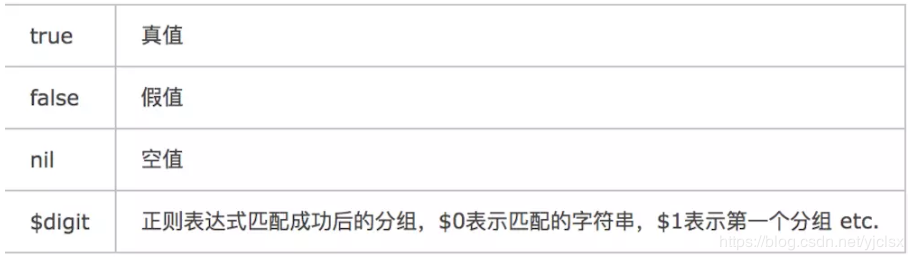 true 真值
false 假值
nil 空值
$digit 正则表达式匹配成功后的分组，$0表示匹配的字符串，$1表示第一个分组 etc.
https://blog.csdn.net/yjclsx